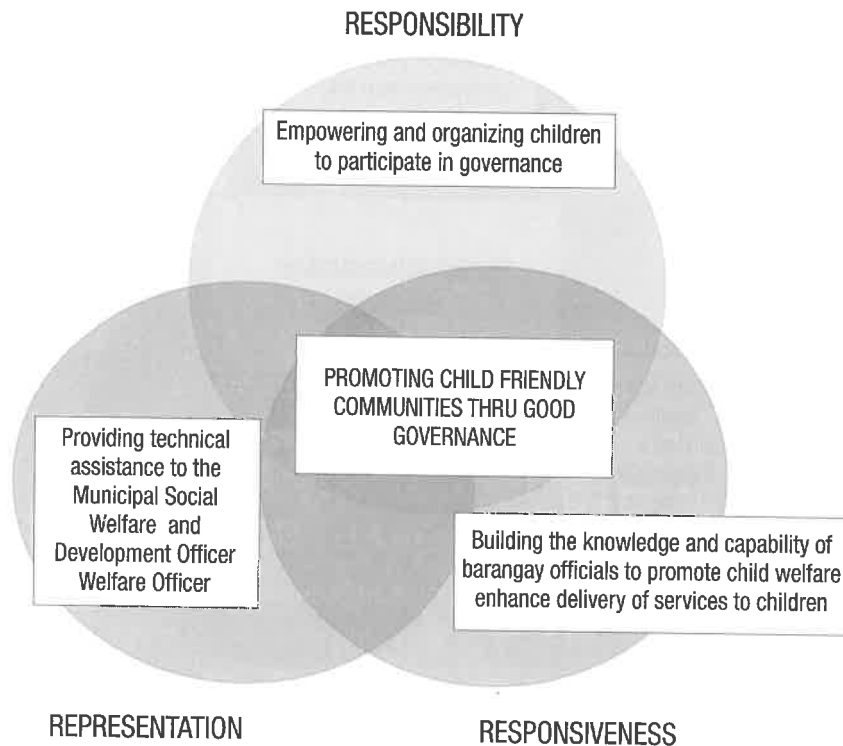 RESPONSIBILITY
Empowering and organizing children
to participate in governance
PROMOTING CHILD FRIENDLY
COMMUNITIES THRU GOOD
GOVERNANCE
Providing technical
assistance to the
Municipal Social
Welfare and
Development Officer
Welfare Officer
Building the knowledge and capability of
barangay officials to promote child welfare
enhance delivery of services to children
REPRESENTATION
RESPONSIVENESS